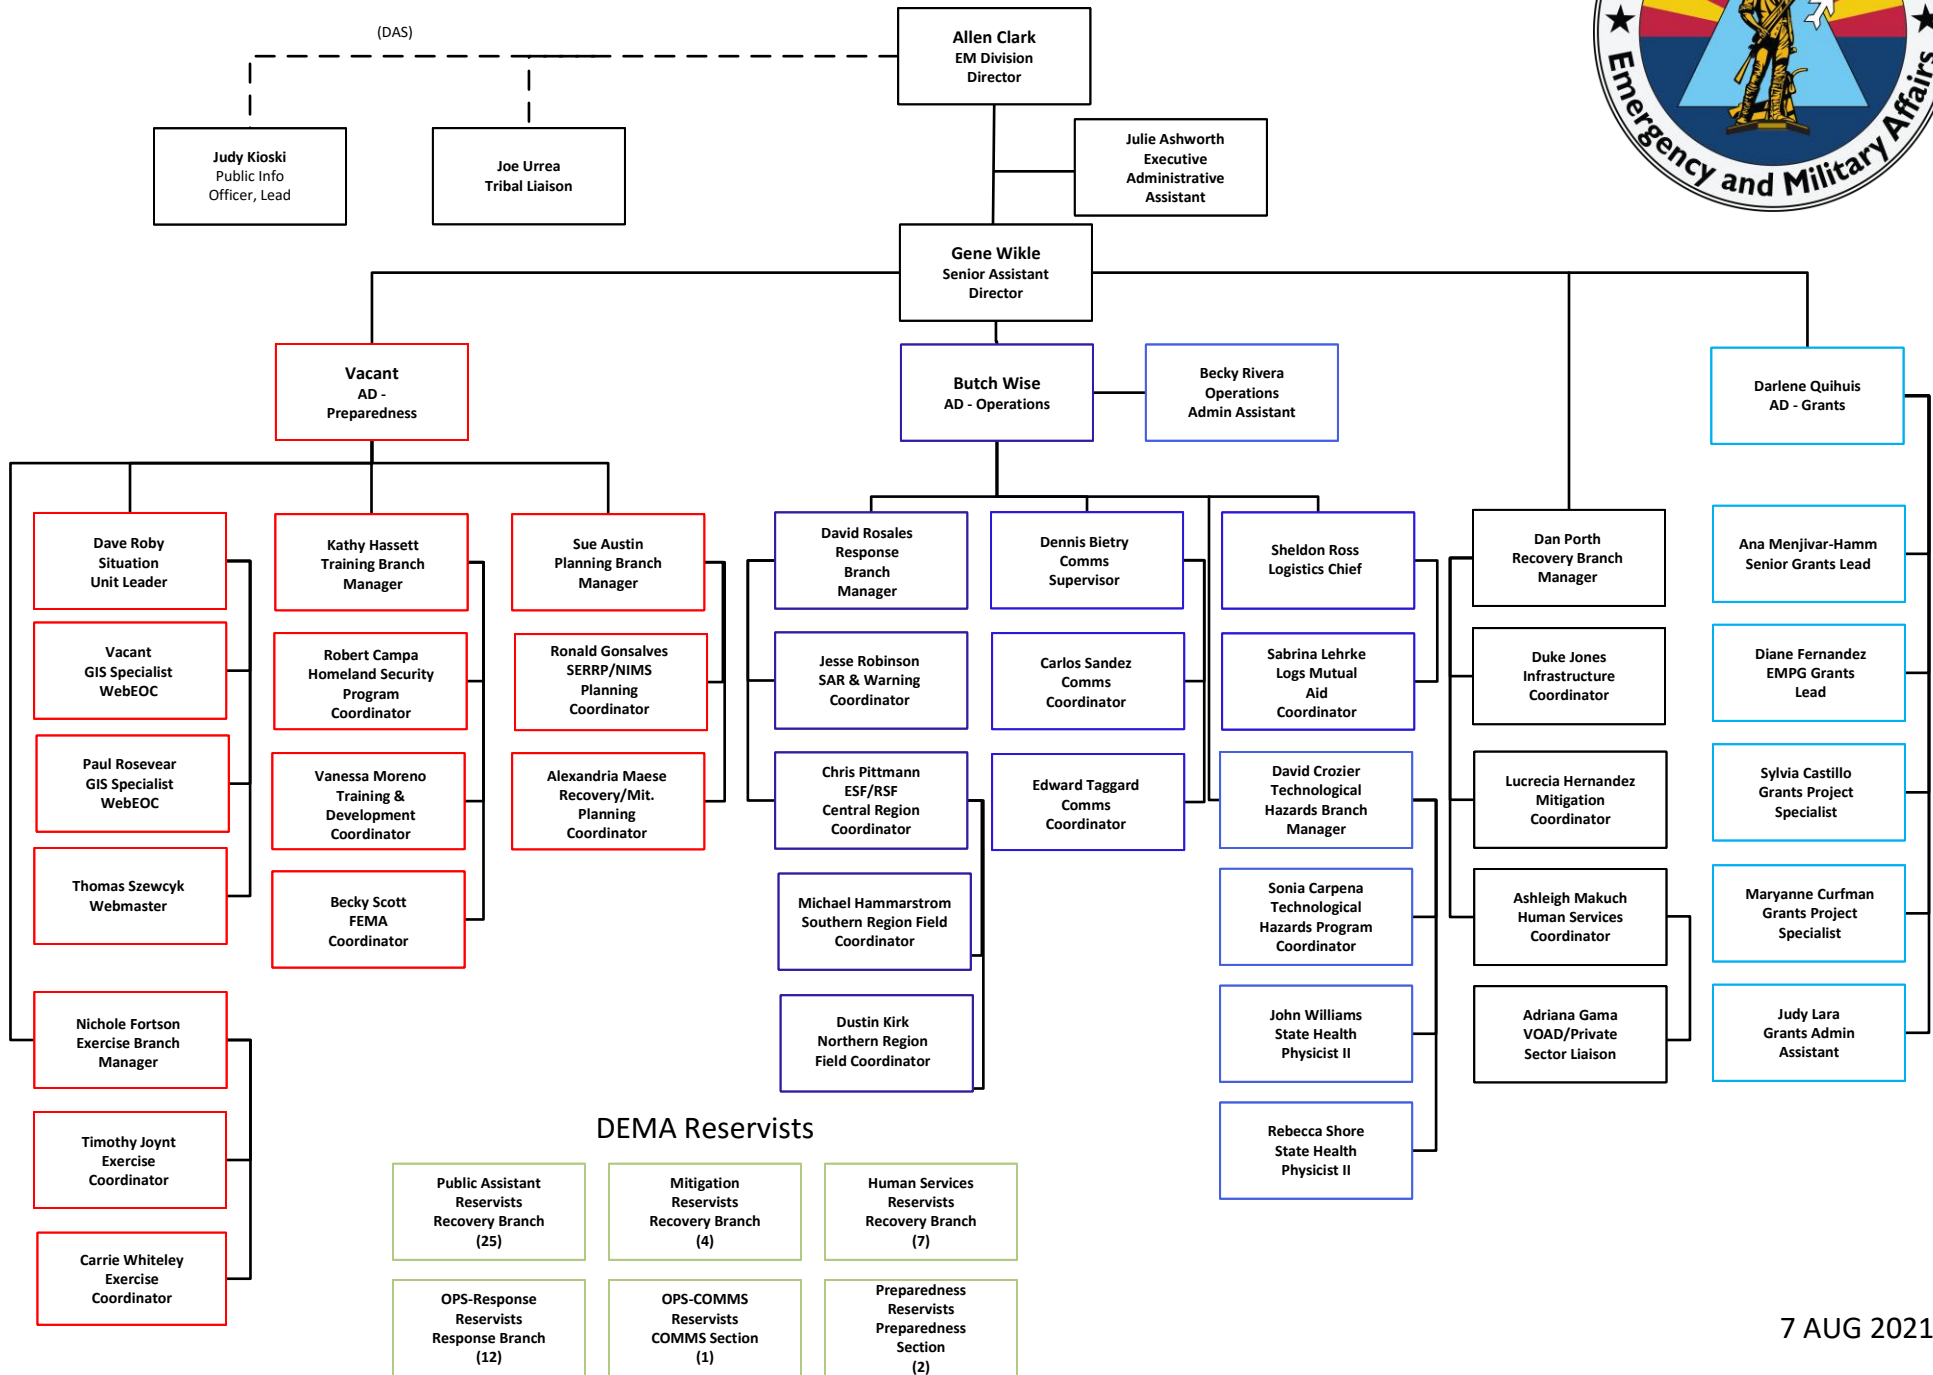 (DAS)
Allen Clark
EM Division
Director
Emergency and Military Affairs
Judy Kioski
Public Info
Officer, Lead
Joe Urrea
Tribal Liaison
Julie Ashworth
Executive
Administrative
Assistant
Gene Wikle
Senior Assistant
Director
Vacant
AD -
Preparedness
Butch Wise
AD - Operations
Becky Rivera
Operations
Admin Assistant
Darlene Quihuis
AD - Grants
Dave Roby
Situation
Unit Leader
Vacant
GIS Specialist
WebEOC
Paul Rosevear
GIS Specialist
WebEOC
Thomas Szewcyk
Webmaster
Nichole Fortson
Exercise Branch
Manager
Timothy Joynt
Exercise
Coordinator
Carrie Whiteley
Exercise
Coordinator
Kathy Hassett
Training Branch
Manager
Robert Campa
Homeland Security
Program
Coordinator
Vanessa Moreno
Training &
Development
Coordinator
Becky Scott
FEMA
Coordinator
Sue Austin
Planning Branch
Manager
Ronald Gonsalves
SERRP/NIMS
Planning
Coordinator
Alexandria Maese
Recovery/Mit.
Planning
Coordinator
David Rosales
Response
Branch
Manager
Jesse Robinson
SAR & Warning
Coordinator
Chris Pittmann
ESF/RSF
Central Region
Coordinator
Michael Hammarstrom
Southern Region Field
Coordinator
Dustin Kirk
Northern Region
Field Coordinator
Dennis Bietry
Comms
Supervisor
Carlos Sandez
Comms
Coordinator
Edward Taggard
Comms
Coordinator
Sheldon Ross
Logistics Chief
Sabrina Lehrke
Logs Mutual
Aid
Coordinator
David Crozier
Technological
Hazards Branch
Manager
Sonia Carpena
Technological
Hazards Program
Coordinator
John Williams
State Health
Physicist II
Rebecca Shore
State Health
Physicist II
Dan Porth
Recovery Branch
Manager
Duke Jones
Infrastructure
Coordinator
Lucrecia Hernandez
Mitigation
Coordinator
Ashleigh Makuch
Human Services
Coordinator
Adriana Gama
VOAD/Private
Sector Liaison
Ana Menjivar-Hamm
Senior Grants Lead
Diane Fernandez
EMPG Grants
Lead
Sylvia Castillo
Grants Project
Specialist
Maryanne Curfman
Grants Project
Specialist
Judy Lara
Grants Admin
Assistant
DEMA Reservists
Public Assistant
Reservists
Recovery Branch
(25)
Mitigation
Reservists
Recovery Branch
(4)
Human Services
Reservists
Recovery Branch
(7)
OPS-Response
Reservists
Response Branch
(12)
OPS-COMMS
Reservists
COMMS Section
(1)
Preparedness
Reservists
Preparedness
Section
(2)
7 AUG 2021